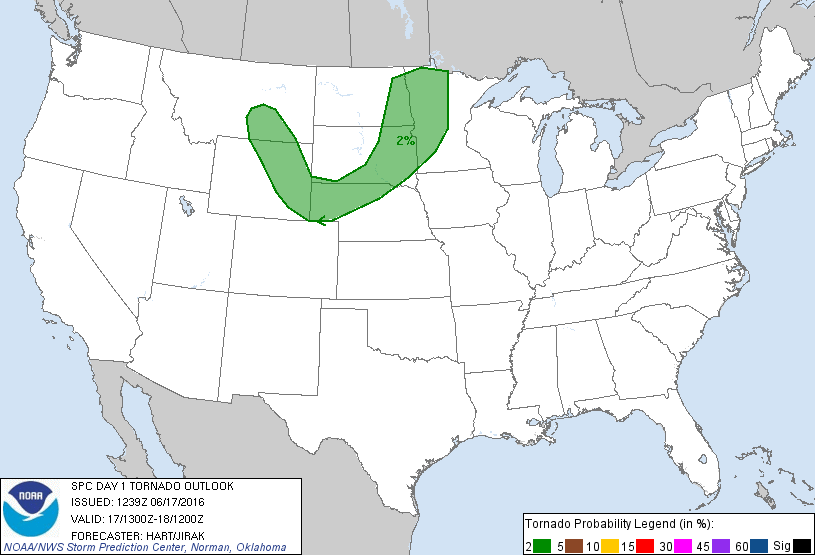 2%
SPC DAY 1 TORNADO OUTLOOK
ISSUED: 1239Z 06/17/2016
VALID: 17/1300Z-18/1200Z
FORECASTER: HART/JIRAK
NOAA/NWS Storm Prediction Center, Norman, Oklahoma
NOAA
Tornado Probability Legend (in %):
2 5 10 15 30 45 60 Sig